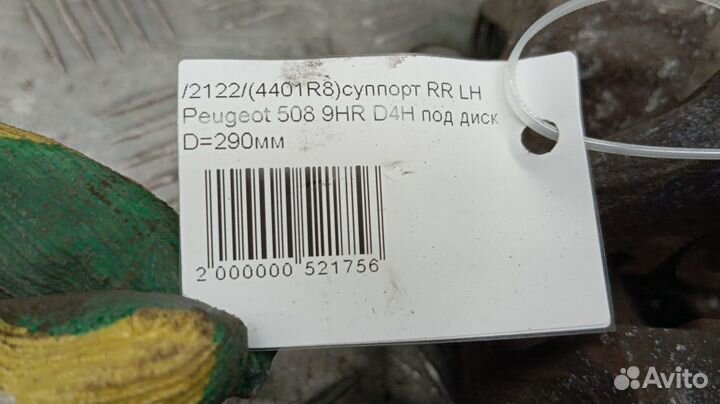 /2122/(4401R8)суппорт RR LH
Peugeot 508 9HR D4H под диск
D=290мм
2 000000 521756
Avito